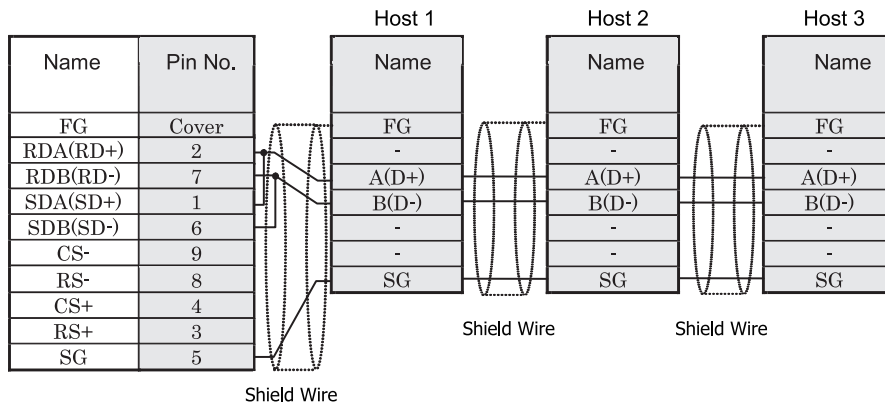 Host 1 Host 2 Host 3
Name Pin No. Name Name Name
FG Cover FG FG FG
RDA(RD+) 2 - - -
RDB(RD-) 7 A(D+) A(D+) A(D+)
SDA(SD+) 1 B(D-) B(D-) B(D-)
SDB(SD-) 6 - - -
CS- 9 - - -
RS- 8 SG SG SG
CS+ 4
RS+ 3
SG 5
Shield Wire Shield Wire
Shield Wire